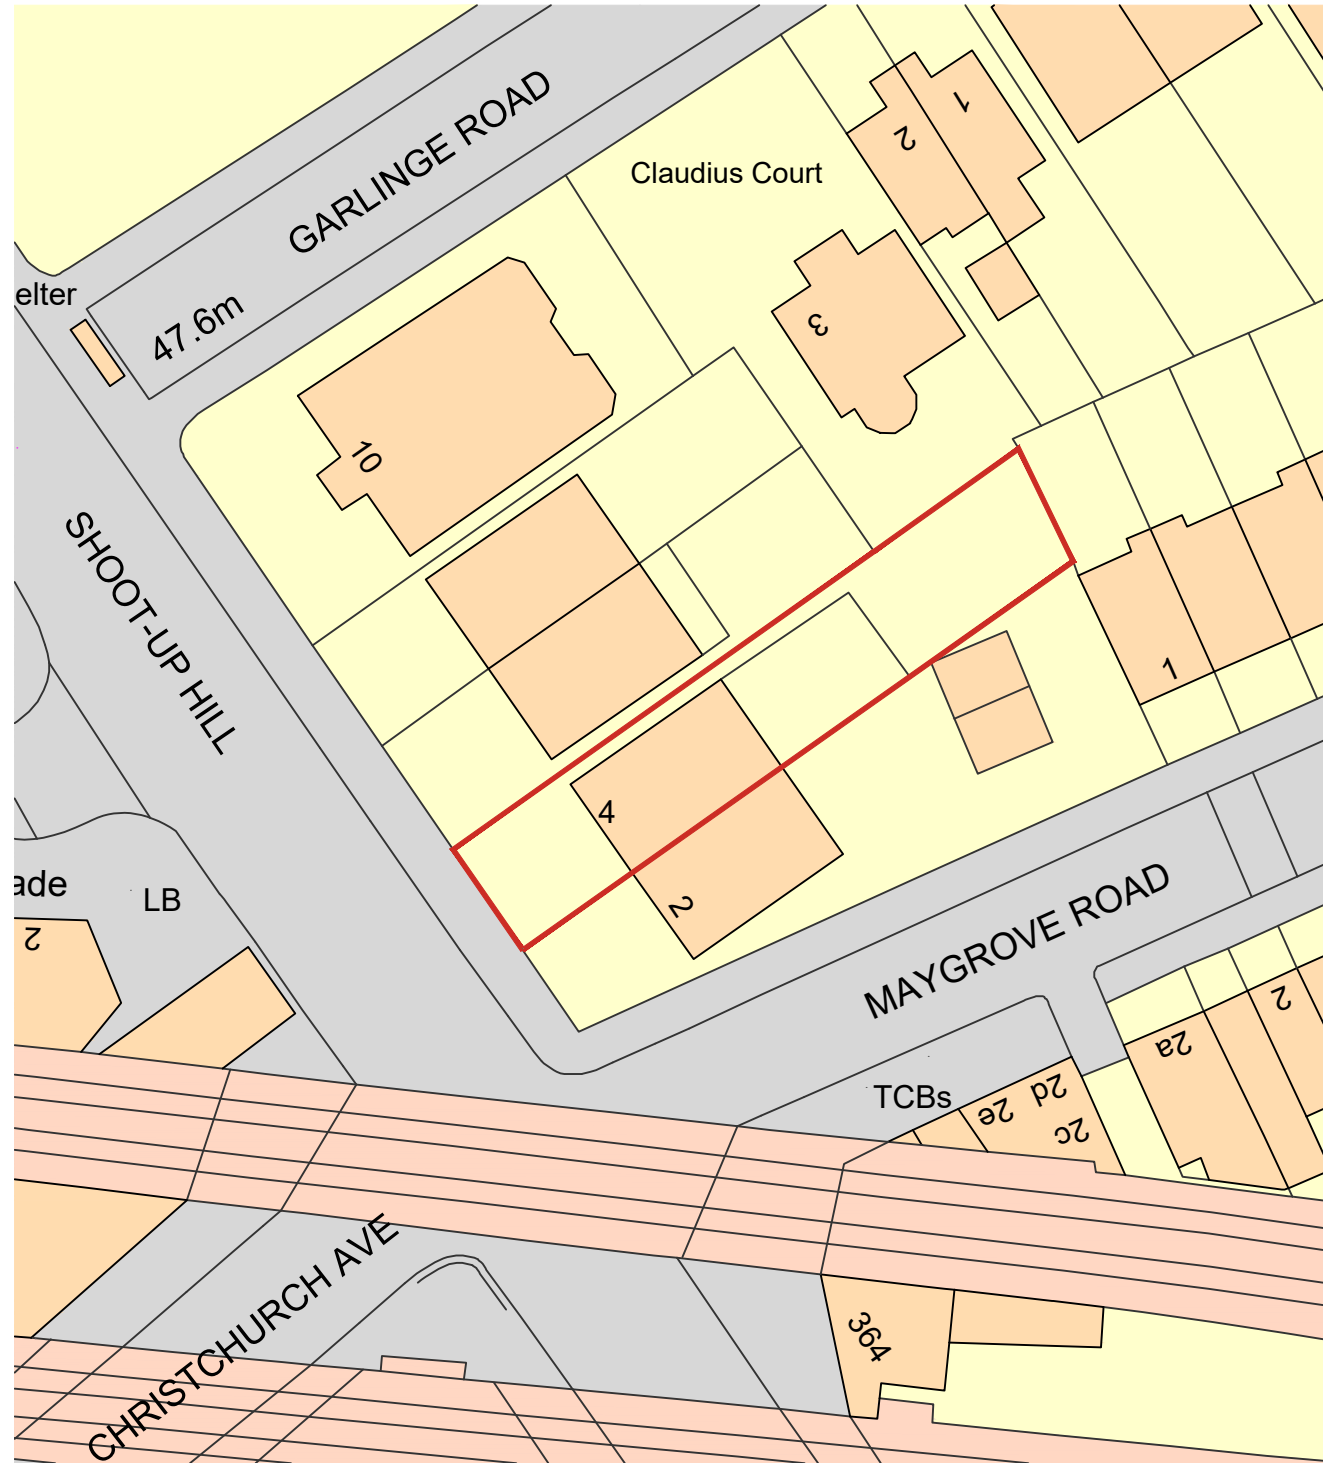 GARLINGE ROAD
Claudius Court
1
2
3
elter
47.6m
10
SHOOT-UP HILL
1
4
2
ade
LB
2
MAYGROVE ROAD
2
2a
TCBs
2e
2d
2c
CHRISTCHURCH AVE
364